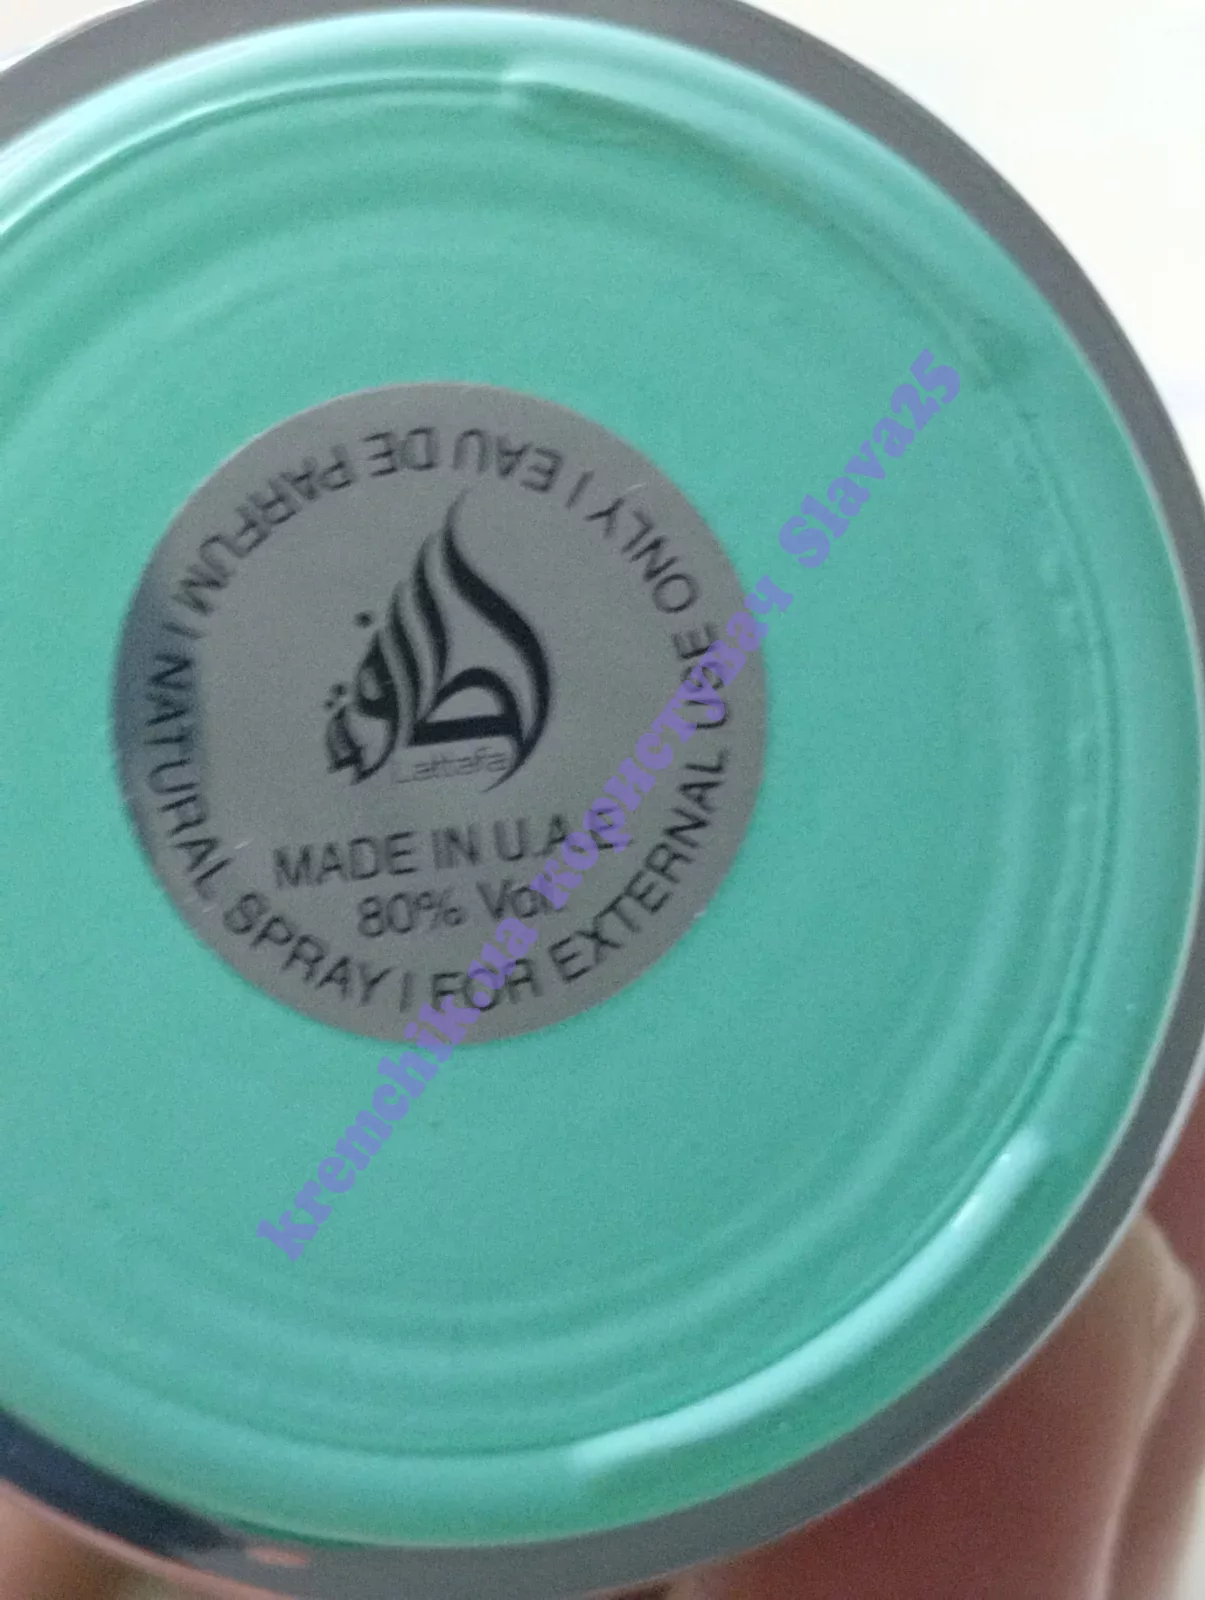 EAU DE PARFUM | NATURAL SPRAY | FOR EXTERNAL USE ONLY |
لطافة
Lattafa
MADE IN U.A.E.
80% Vol.
kremchik.ua користувач Slava25